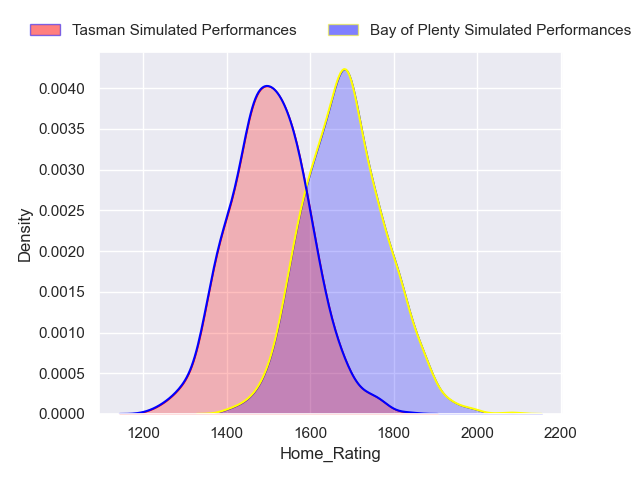 Tasman Simulated Performances
Bay of Plenty Simulated Performances
0.0040
0.0035
0.0030
0.0025
0.0020
0.0015
0.0010
0.0005
0.0000
Density
1200 1400 1600 1800 2000 2200
Home_Rating